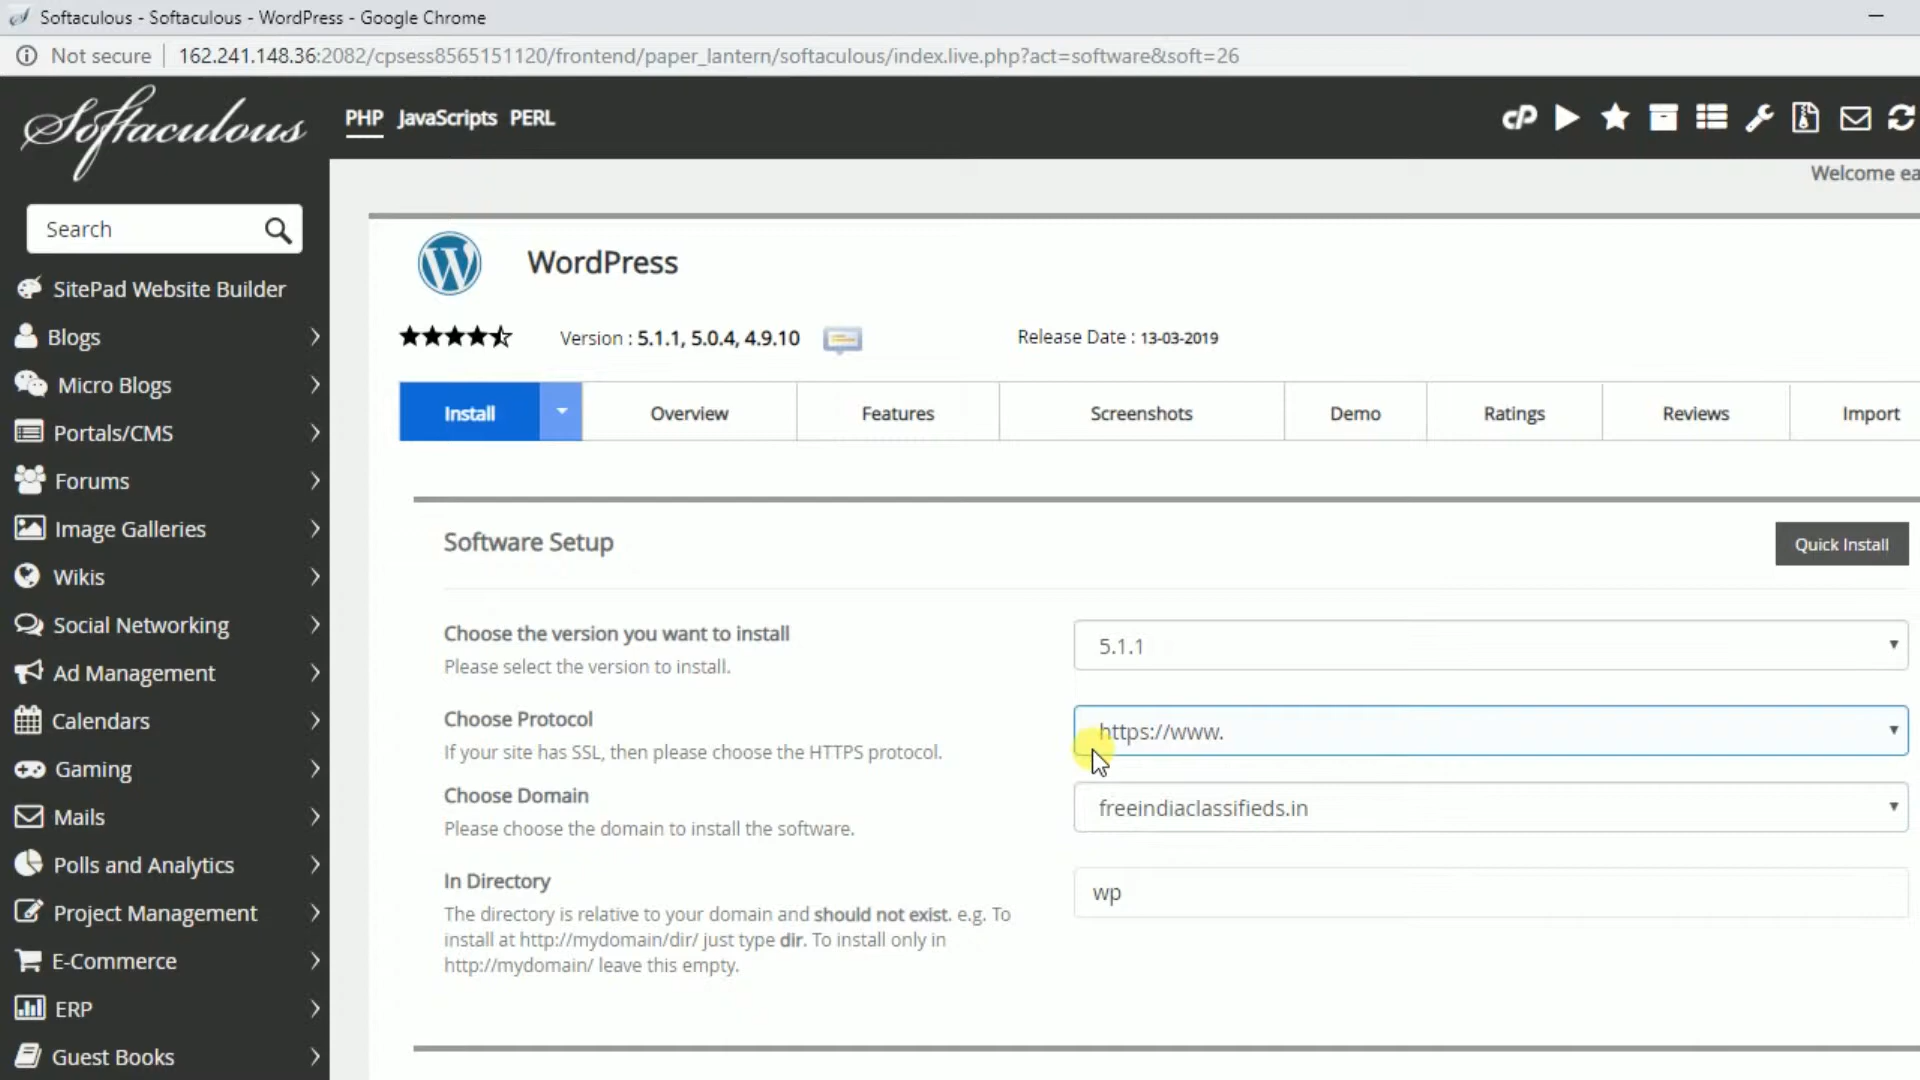 Softaculous - Softaculous - WordPress - Google Chrome
Not secure 162.241.148.36:2082/cpsess8565151120/frontend/paper_lantern/softaculous/index.live.php?act=software&soft=26
Softaculous
PHP JavaScripts PERL
cP
Welcome ea
Search
SitePad Website Builder
Blogs
Micro Blogs
Portals/CMS
Forums
Image Galleries
Wikis
Social Networking
Ad Management
Calendars
Gaming
Mails
Polls and Analytics
Project Management
E-Commerce
ERP
Guest Books
WordPress
Version : 5.1.1, 5.0.4, 4.9.10
Release Date : 13-03-2019
Install Overview Features Screenshots Demo Ratings Reviews Import
Software Setup
Quick Install
Choose the version you want to install
Please select the version to install.
5.1.1
Choose Protocol
If your site has SSL, then please choose the HTTPS protocol.
https://www.
Choose Domain
Please choose the domain to install the software.
freeindiaclassifieds.in
In Directory
The directory is relative to your domain and should not exist. e.g. To
install at http://mydomain/dir/ just type dir. To install only in
http://mydomain/ leave this empty.
wp